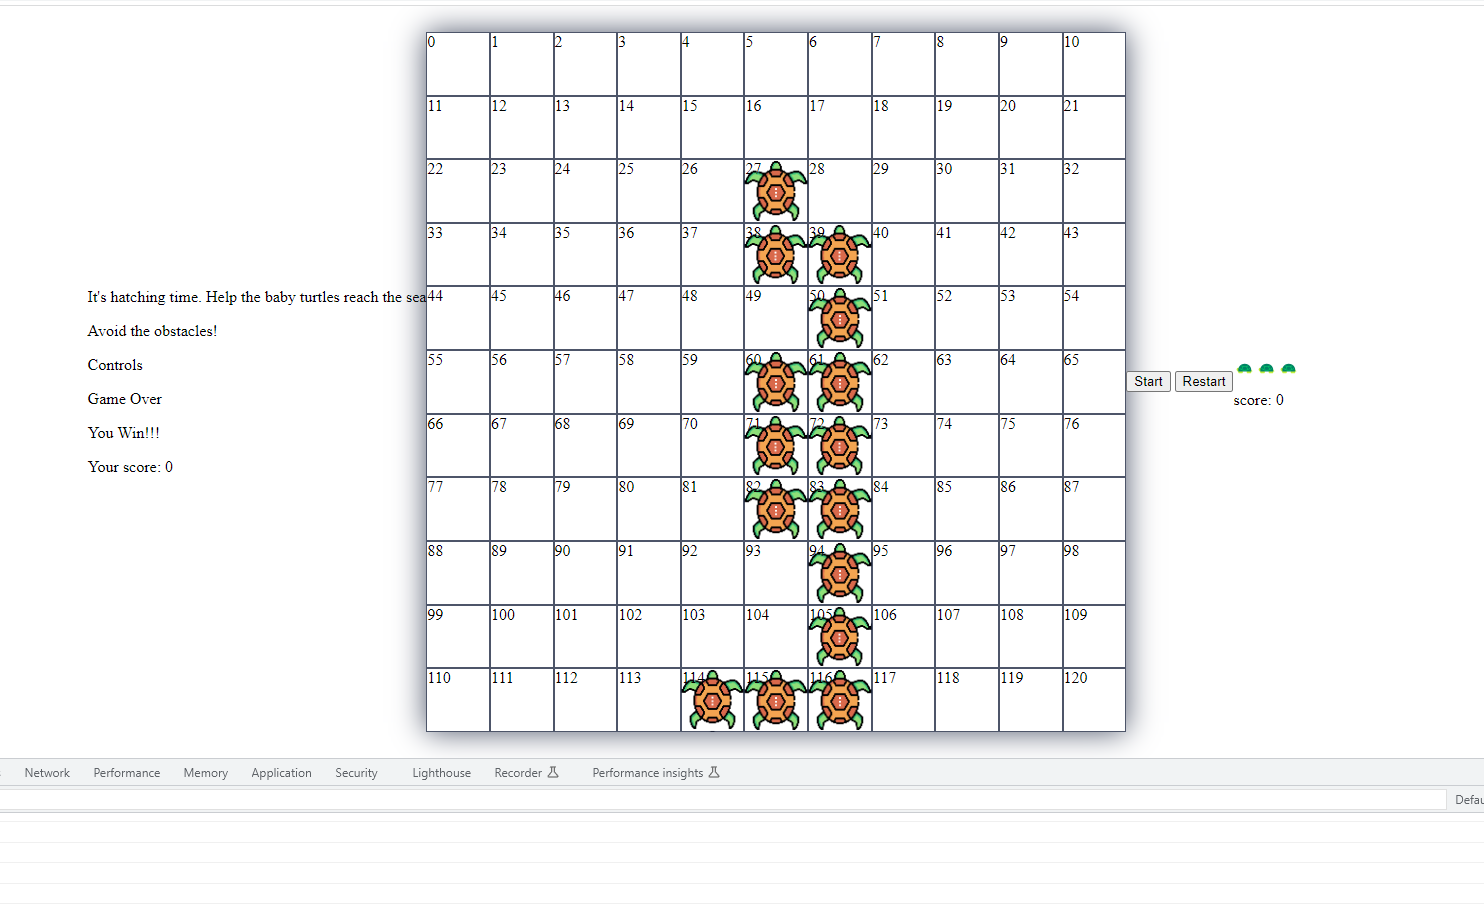 0 1 2 3 4 5 6 7 8 9 10
11 12 13 14 15 16 17 18 19 20 21
22 23 24 25 26 27 28 29 30 31 32
33 34 35 36 37 38 39 40 41 42 43
It's hatching time. Help the baby turtles reach the sea
44 45 46 47 48 49 50 51 52 53 54
Avoid the obstacles!
55 56 57 58 59 60 61 62 63 64 65
Controls
Start Restart
Game Over
score: 0
66 67 68 69 70 71 72 73 74 75 76
You Win!!!
Your score: 0
77 78 79 80 81 82 83 84 85 86 87
88 89 90 91 92 93 94 95 96 97 98
99 100 101 102 103 104 105 106 107 108 109
110 111 112 113 114 115 116 117 118 119 120
Network Performance Memory Application Security Lighthouse Recorder Performance insights